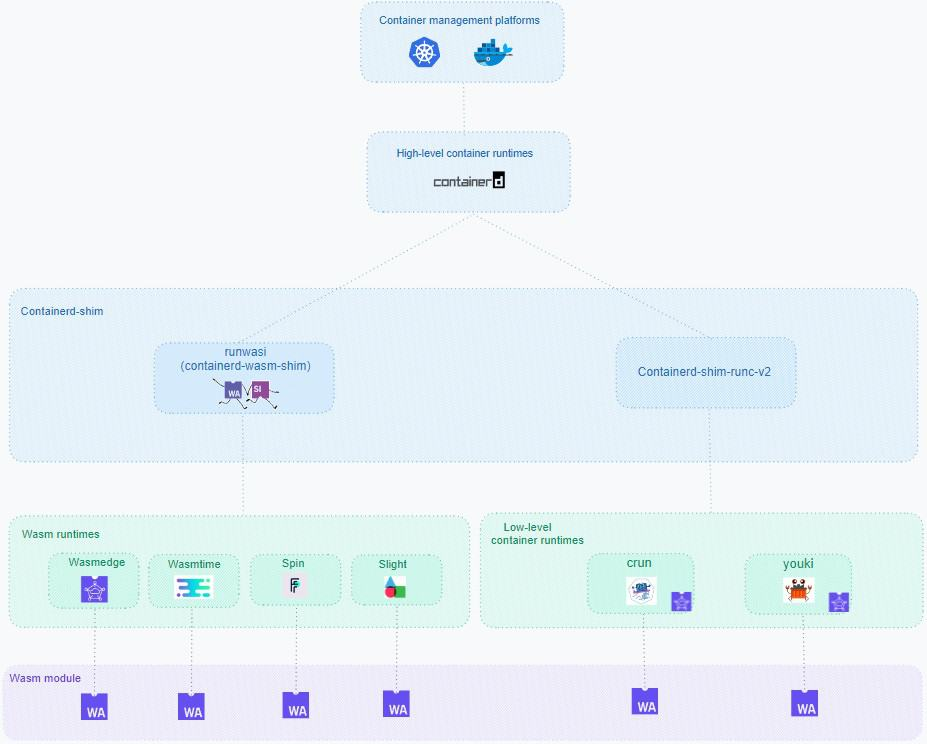 Container management platforms
High-level container runtimes
containerd
Containerd-shim
runwasi
(containerd-wasm-shim)
WA
SI
Containerd-shim-runc-v2
Wasm runtimes
Wasmedge
Wasmtime
Spin
Slight
Low-level
container runtimes
crun
youki
Wasm module
WA
WA
WA
WA
WA
WA